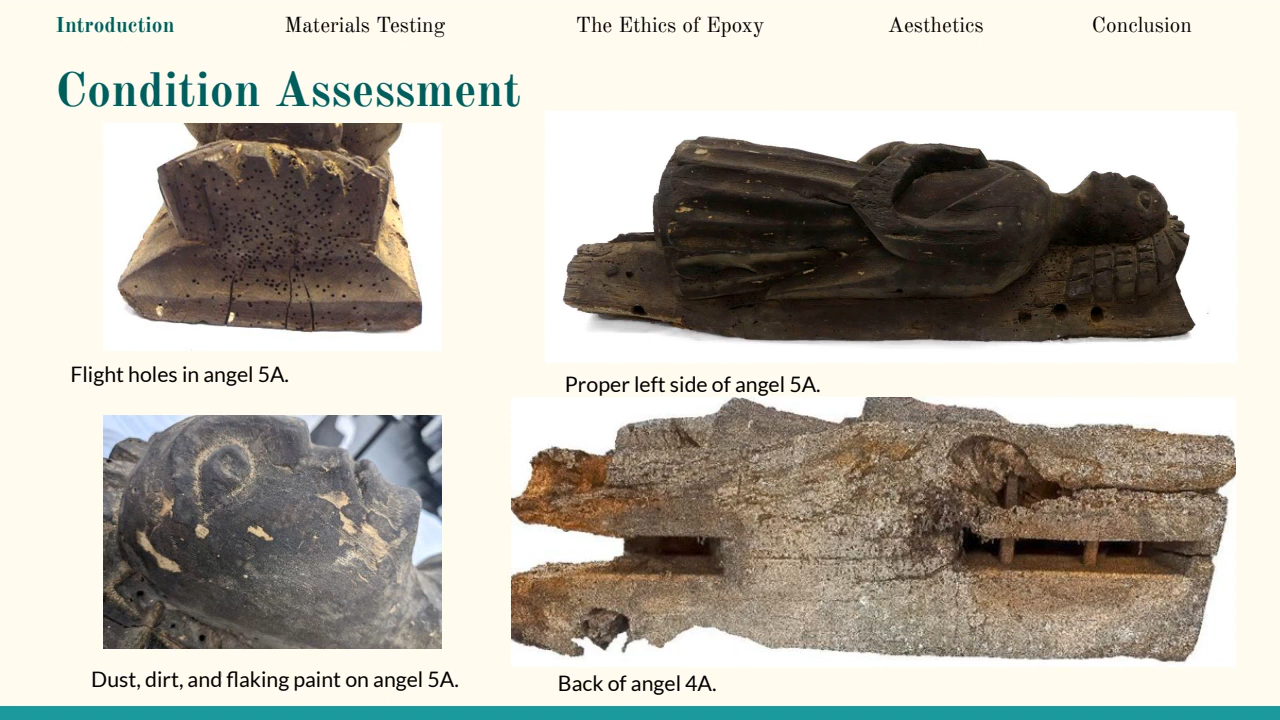 Introduction
Materials Testing
The Ethics of Epoxy
Aesthetics
Conclusion
Condition Assessment
Flight holes in angel 5A.
Proper left side of angel 5A.
Dust, dirt, and flaking paint on angel 5A.
Back of angel 4A.